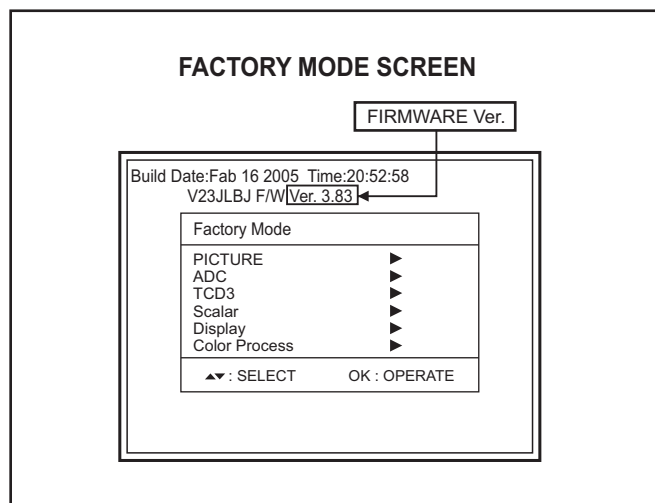 FACTORY MODE SCREEN
FIRMWARE Ver.
Build Date:Fab 16 2005 Time:20:52:58
V23JLBJ F/W Ver. 3.83
Factory Mode
PICTURE ▶
ADC ▶
TCD3 ▶
Scalar ▶
Display ▶
Color Process ▶
▲▼ : SELECT OK : OPERATE